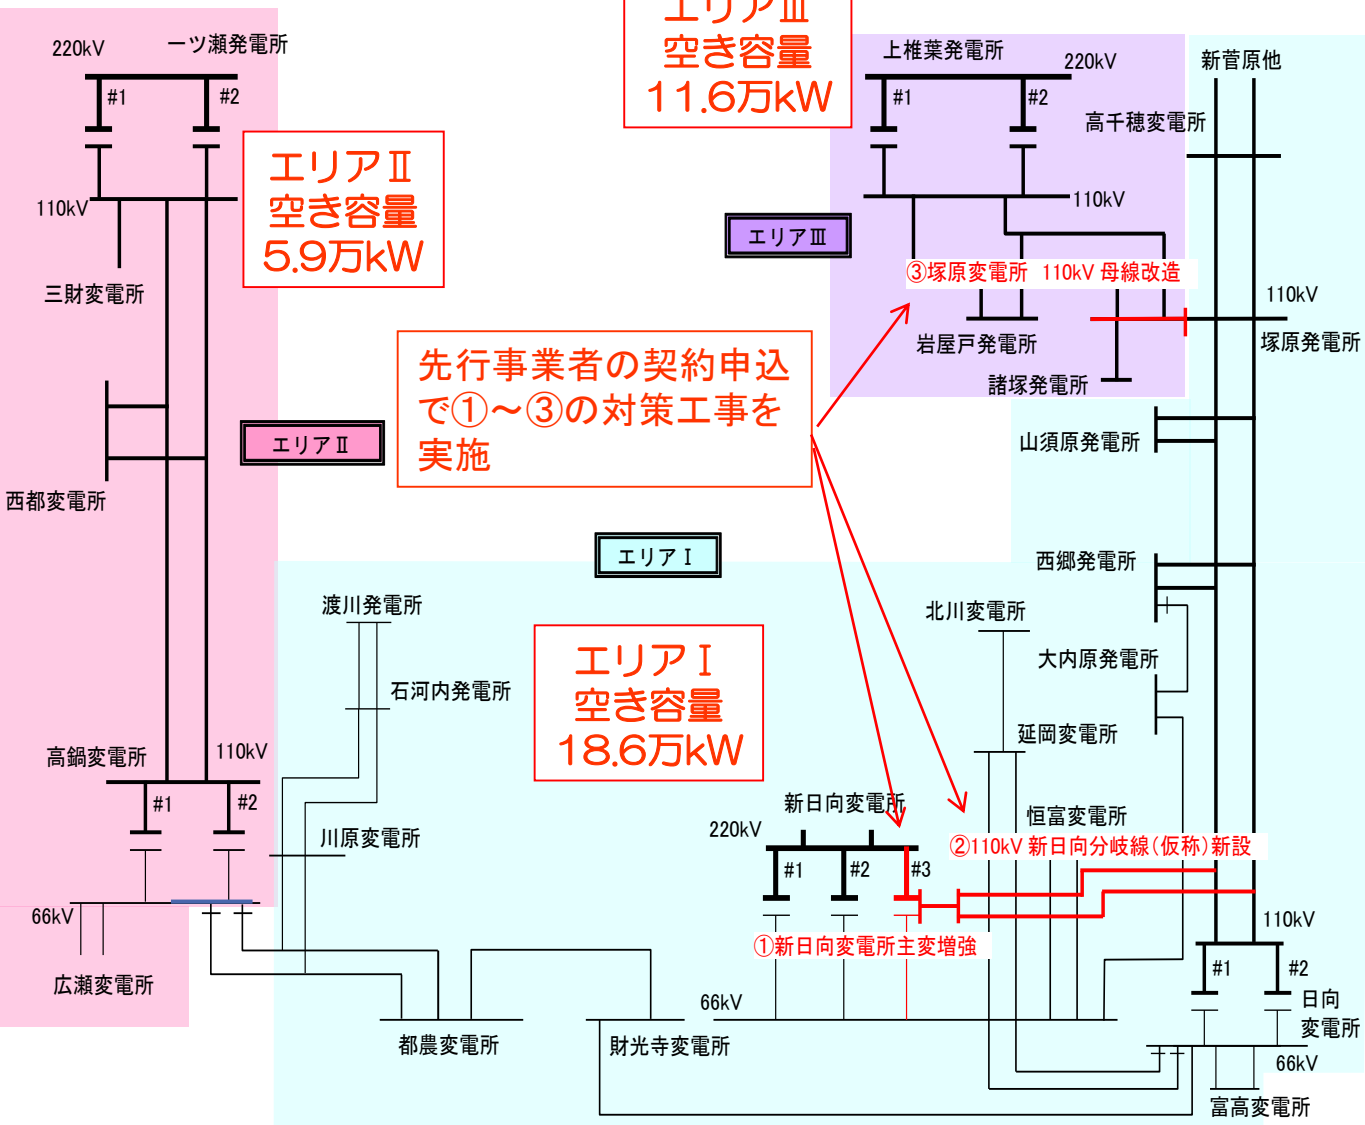 エリアⅢ
空き容量
11.6万kW
220kV
一ツ瀬発電所
#1
#2
エリアⅡ
空き容量
5.9万kW
110kV
三財変電所
西都変電所
エリアⅡ
高鍋変電所
110kV
#1
#2
66kV
広瀬変電所
上椎葉発電所
220kV
#1
#2
110kV
エリアⅢ
③塚原変電所 110kV 母線改造
岩屋戸発電所
諸塚発電所
新菅原他
高千穂変電所
110kV
塚原発電所
山須原発電所
西郷発電所
大内原発電所
先行事業者の契約申込
で①～③の対策工事を
実施
エリアⅠ
渡川発電所
石河内発電所
川原変電所
エリアⅠ
空き容量
18.6万kW
北川変電所
延岡変電所
恒富変電所
新日向変電所
220kV
#1
#2
#3
②110kV 新日向分岐線（仮称）新設
①新日向変電所主変増強
66kV
都農変電所
財光寺変電所
110kV
#1
#2
日向
変電所
66kV
富高変電所